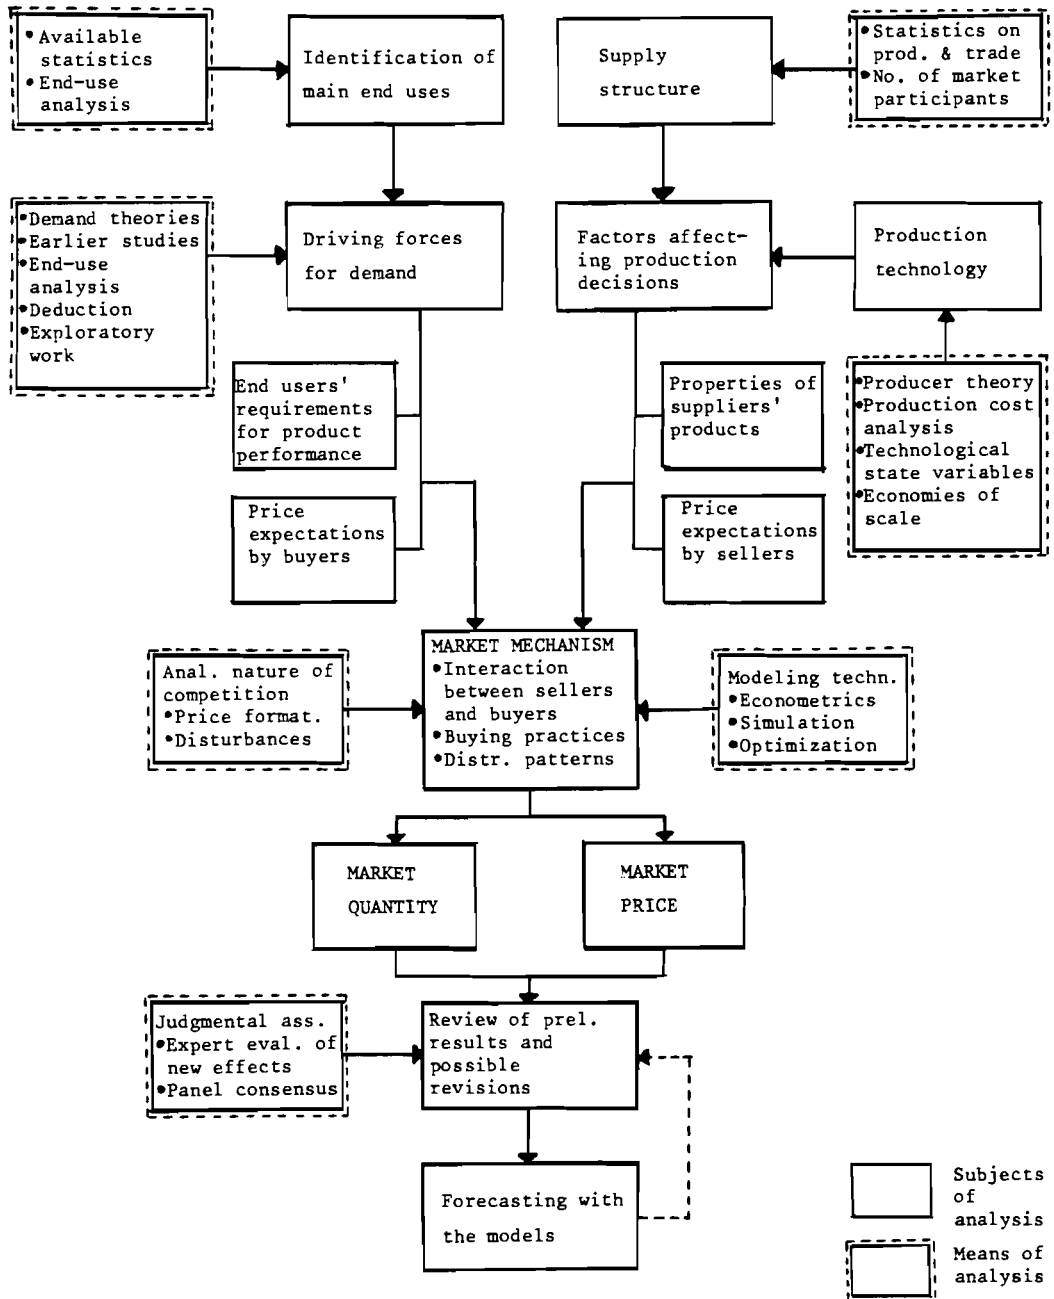 • Available
statistics
• End-use
analysis
Identification of
main end uses
Supply
structure
• Statistics on
prod. & trade
• No. of market
participants
• Demand theories
• Earlier studies
• End-use
analysis
• Deduction
• Exploratory
work
Driving forces
for demand
Factors affect-
ing production
decisions
Production
technology
End users'
requirements
for product
performance
Properties of
suppliers'
products
• Producer theory
• Production cost
analysis
• Technological
state variables
• Economies of
scale
Price
expectations
by buyers
Price
expectations
by sellers
Anal. nature of
competition
• Price format.
• Disturbances
MARKET MECHANISM
• Interaction
between sellers
and buyers
• Buying practices
• Distr. patterns
Modeling techn.
• Econometrics
• Simulation
• Optimization
MARKET
QUANTITY
MARKET
PRICE
Judgmental ass.
• Expert eval. of
new effects
• Panel consensus
Review of prel.
results and
possible
revisions
Forecasting with
the models
Subjects
of
analysis
Means of
analysis